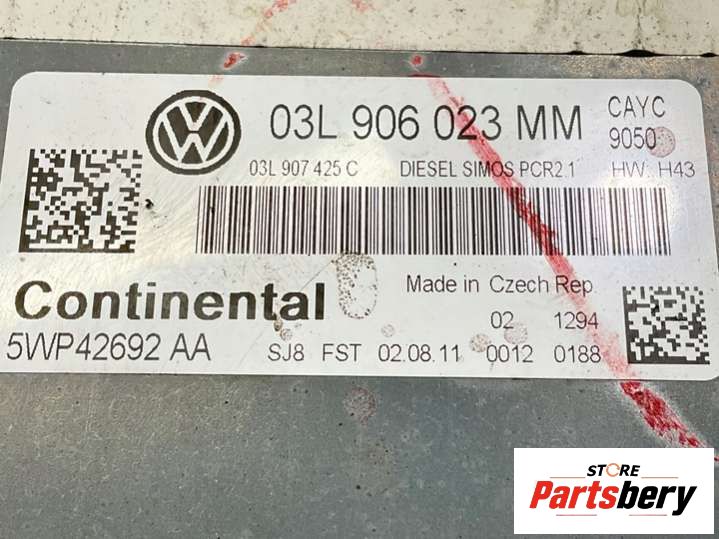 03L 906 023 MM CAYC
9050
03L 907 425 C DIESEL SIMOS PCR2.1 HW: H43
Continental Made in Czech Rep.
02 1294
5WP42692 AA SJ8 FST 02.08.11 0012 0188
STORE
Partsbery